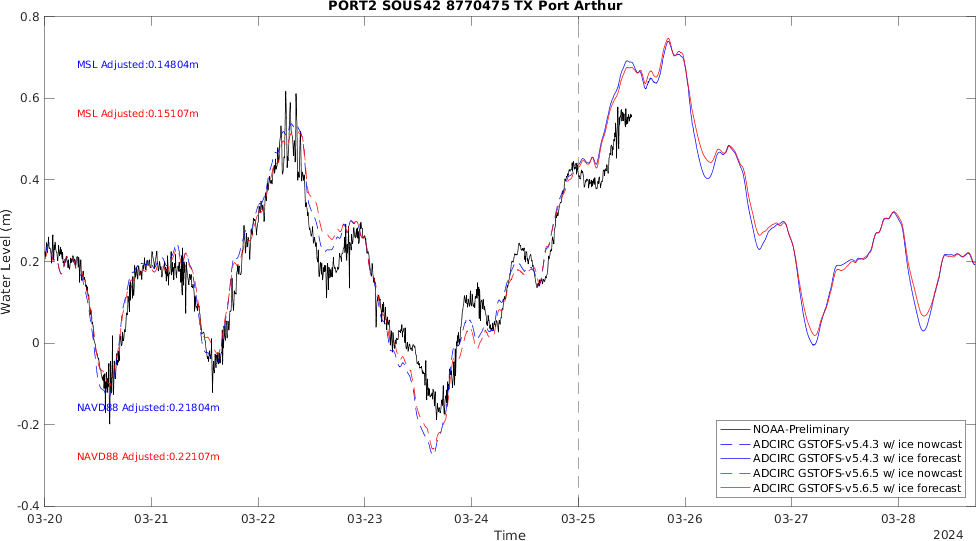 PORT2 SOUS42 8770475 TX Port Arthur
Water Level (m)
0.8
0.6
0.4
0.2
0
-0.2
-0.4
MSL Adjusted:0.14804m
MSL Adjusted:0.15107m
NAVD88 Adjusted:0.21804m
NAVD88 Adjusted:0.22107m
NOAA-Preliminary
ADCIRC GSTOFS-v5.4.3 w/ ice nowcast
ADCIRC GSTOFS-v5.4.3 w/ ice forecast
ADCIRC GSTOFS-v5.6.5 w/ ice nowcast
ADCIRC GSTOFS-v5.6.5 w/ ice forecast
03-20 03-21 03-22 03-23 03-24 03-25 03-26 03-27 03-28
Time
2024